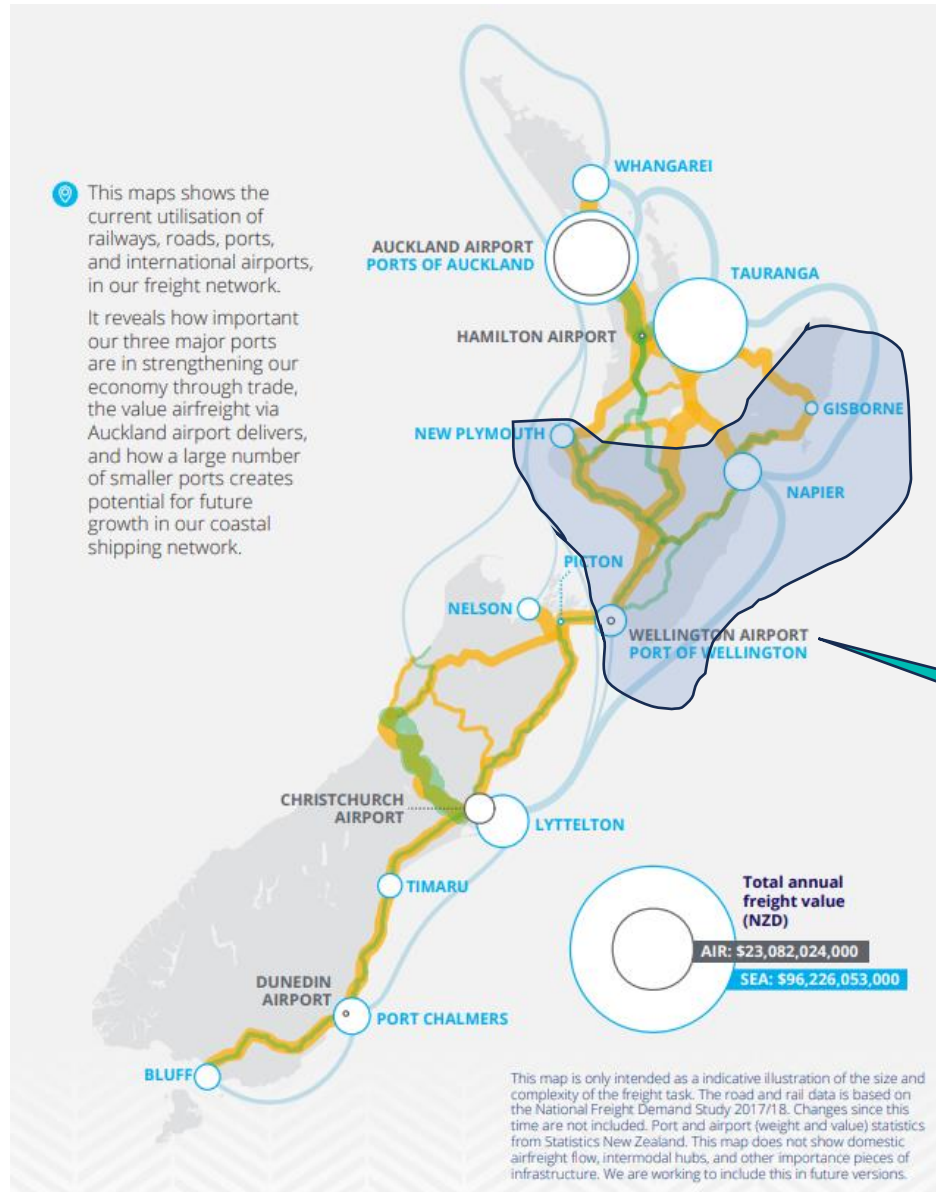 WHANGAREI
This maps shows the
current utilisation of
railways, roads, ports,
and international airports,
in our freight network.
It reveals how important
our three major ports
are in strengthening our
economy through trade,
the value airfreight via
Auckland airport delivers,
and how a large number
of smaller ports creates
potential for future
growth in our coastal
shipping network.
AUCKLAND AIRPORT
PORTS OF AUCKLAND
TAURANGA
HAMILTON AIRPORT
GISBORNE
NEW PLYMOUTH
NAPIER
PICTON
NELSON
WELLINGTON AIRPORT
PORT OF WELLINGTON
CHRISTCHURCH
AIRPORT
LYTTELTON
TIMARU
Total annual
freight value
(NZD)
AIR: $23,082,024,000
SEA: $96,226,053,000
DUNEDIN
AIRPORT
PORT CHALMERS
BLUFF
This map is only intended as a indicative illustration of the size and
complexity of the freight task. The road and rail data is based on
the National Freight Demand Study 2017/18. Changes since this
time are not included. Port and airport (weight and value) statistics
from Statistics New Zealand. This map does not show domestic
airfreight flow, intermodal hubs, and other importance pieces of
infrastructure. We are working to include this in future versions.